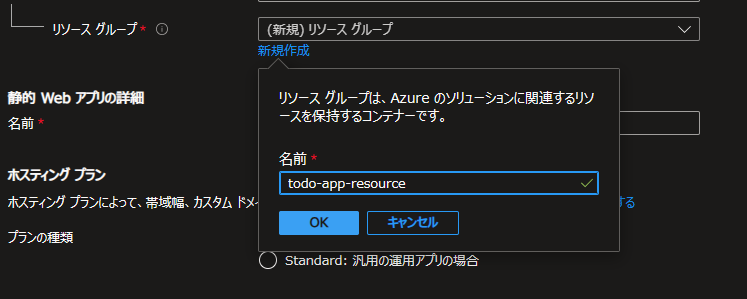 リソース グループ *
(新規) リソース グループ
新規作成
リソース グループは、Azure のソリューションに関連するリソ
ースを保持するコンテナーです。
静的 Web アプリの詳細
名前 *
名前 *
todo-app-resource
OK
キャンセル
ホスティング プラン
ホスティング プランによって、帯域幅、カスタム ドメ
する
プランの種類
Standard: 汎用の運用アプリの場合